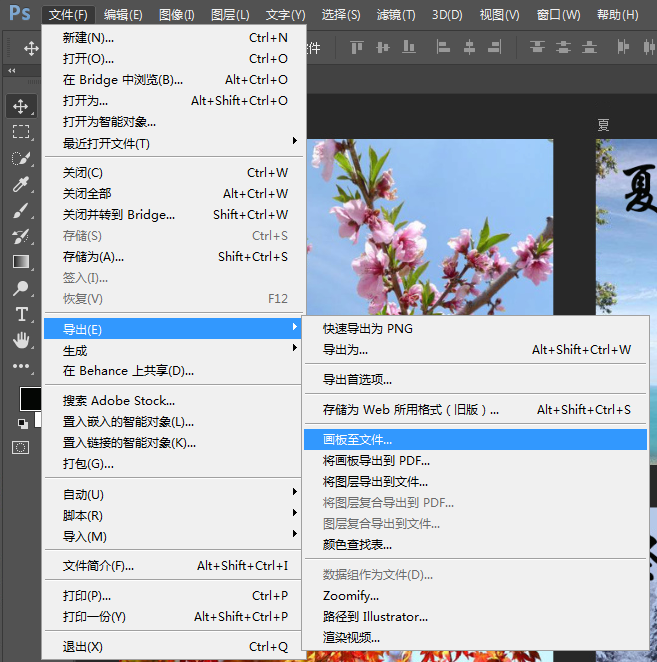 Ps 文件(F) 编辑(E) 图像(I) 图层(L) 文字(Y) 选择(S) 滤镜(T) 3D(D) 视图(V) 窗口(W) 帮助(H)
新建(N)... Ctrl+N
打开(O)... Ctrl+O
件
在 Bridge 中浏览(B)... Alt+Ctrl+O
打开为... Alt+Shift+Ctrl+O
打开为智能对象...
夏
最近打开文件(T)
关闭(C) Ctrl+W
关闭全部 Alt+Ctrl+W
夏
关闭并转到 Bridge... Shift+Ctrl+W
存储(S) Ctrl+S
存储为(A)... Shift+Ctrl+S
签入(I)...
恢复(V) F12
导出(E)
生成
在 Behance 上共享(D)...
搜索 Adobe Stock...
置入嵌入的智能对象(L)...
置入链接的智能对象(K)...
打包(G)...
自动(U)
脚本(R)
导入(M)
文件简介(F)... Alt+Shift+Ctrl+I
打印(P)... Ctrl+P
打印一份(Y) Alt+Shift+Ctrl+P
退出(X) Ctrl+Q
快速导出为 PNG
导出为... Alt+Shift+Ctrl+W
导出首选项...
存储为 Web 所用格式（旧版）... Alt+Shift+Ctrl+S
画板至文件...
将画板导出到 PDF...
将图层导出到文件...
将图层复合导出到 PDF...
图层复合导出到文件...
颜色查找表...
数据组作为文件(D)...
Zoomify...
路径到 Illustrator...
渲染视频...